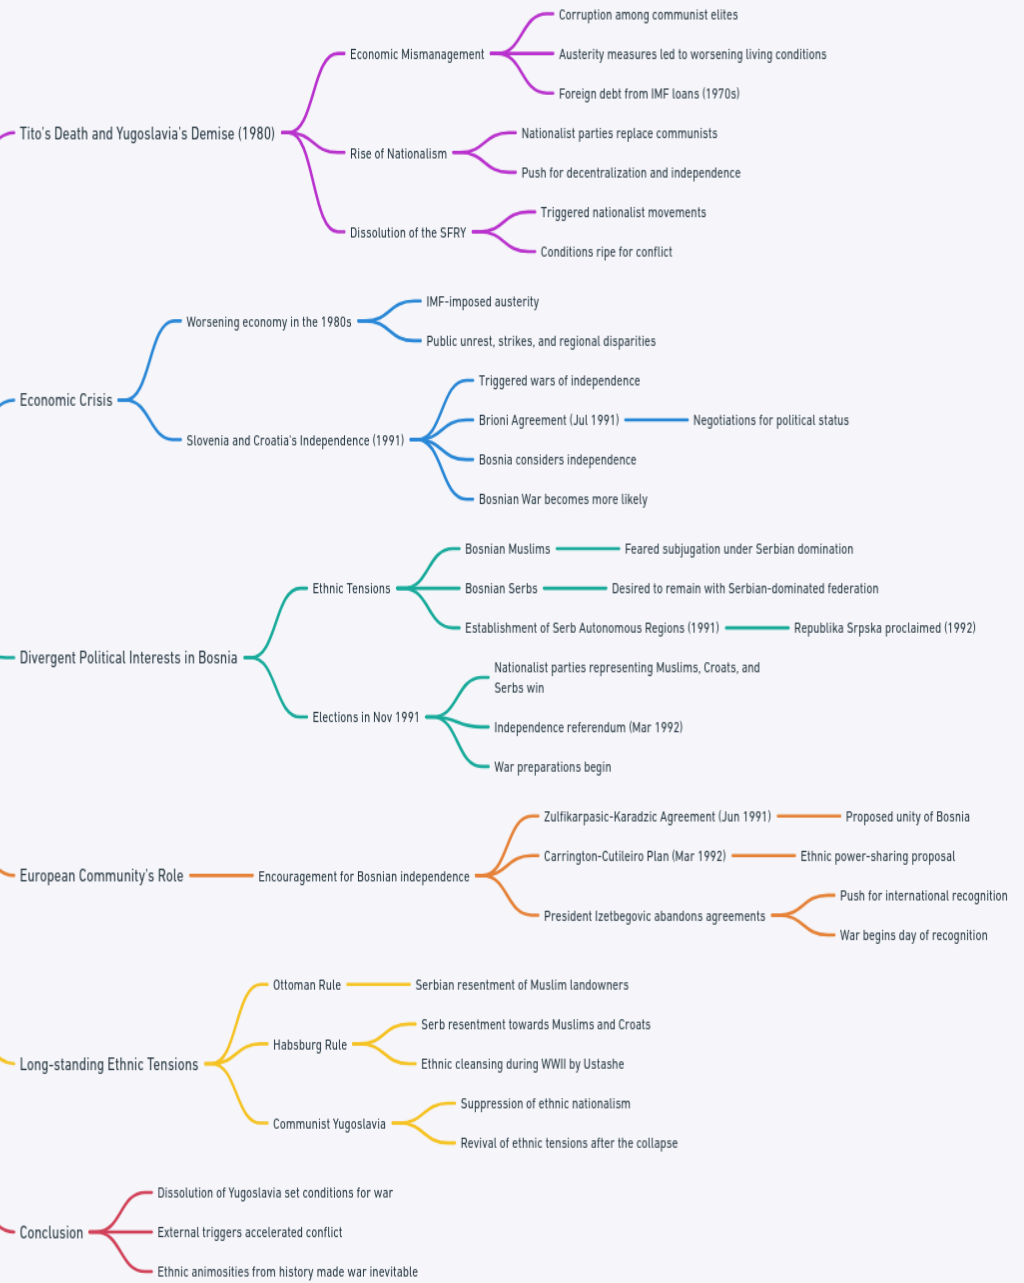 Tito's Death and Yugoslavia's Demise (1980)
Economic Mismanagement
Corruption among communist elites
Austerity measures led to worsening living conditions
Foreign debt from IMF loans (1970s)
Rise of Nationalism
Nationalist parties replace communists
Push for decentralization and independence
Dissolution of the SFRY
Triggered nationalist movements
Conditions ripe for conflict
Economic Crisis
Worsening economy in the 1980s
IMF-imposed austerity
Public unrest, strikes, and regional disparities
Slovenia and Croatia's Independence (1991)
Triggered wars of independence
Brioni Agreement (Jul 1991)
Negotiations for political status
Bosnia considers independence
Bosnian War becomes more likely
Divergent Political Interests in Bosnia
Ethnic Tensions
Bosnian Muslims
Feared subjugation under Serbian domination
Bosnian Serbs
Desired to remain with Serbian-dominated federation
Establishment of Serb Autonomous Regions (1991)
Republika Srpska proclaimed (1992)
Elections in Nov 1991
Nationalist parties representing Muslims, Croats, and
Serbs win
Independence referendum (Mar 1992)
War preparations begin
European Community's Role
Encouragement for Bosnian independence
Zulfikarpasic-Karadzic Agreement (Jun 1991)
Proposed unity of Bosnia
Carrington-Cutileiro Plan (Mar 1992)
Ethnic power-sharing proposal
President Izetbegovic abandons agreements
Push for international recognition
War begins day of recognition
Long-standing Ethnic Tensions
Ottoman Rule
Serbian resentment of Muslim landowners
Habsburg Rule
Serb resentment towards Muslims and Croats
Ethnic cleansing during WWII by Ustashe
Communist Yugoslavia
Suppression of ethnic nationalism
Revival of ethnic tensions after the collapse
Conclusion
Dissolution of Yugoslavia set conditions for war
External triggers accelerated conflict
Ethnic animosities from history made war inevitable